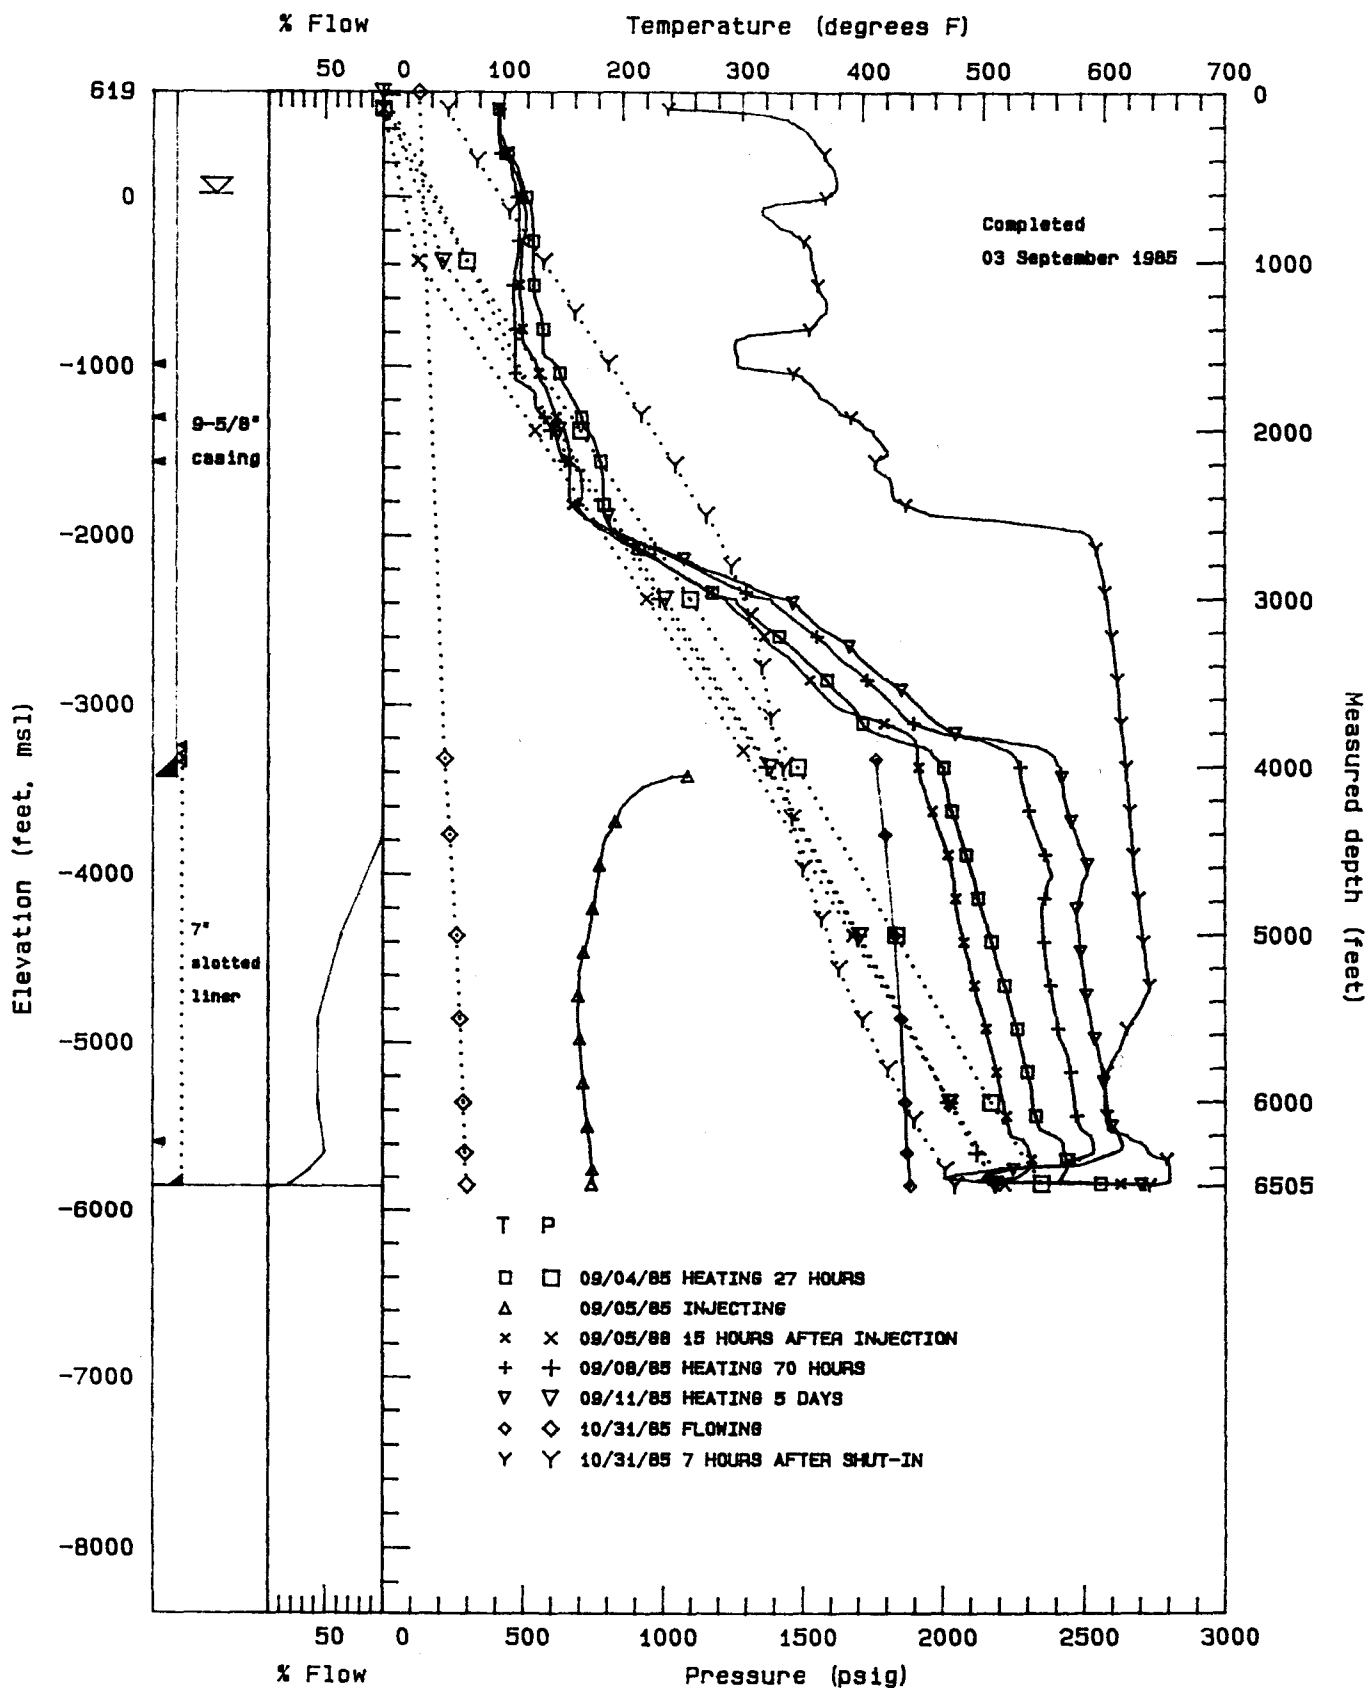 % Flow Temperature (degrees F)
50 0 100 200 300 400 500 600 700
619 0
0
Completed
03 September 1985
1000
-1000
9-5/8" 2000
casing
-2000
3000
-3000
4000
-4000
7" 5000
slotted
liner
-5000
6000
6505
-6000
T P
09/04/85 HEATING 27 HOURS
09/05/85 INJECTING
09/05/88 15 HOURS AFTER INJECTION
09/08/85 HEATING 70 HOURS
09/11/85 HEATING 5 DAYS
10/31/85 FLOWING
10/31/85 7 HOURS AFTER SHUT-IN
-7000
-8000
50 0 500 1000 1500 2000 2500 3000
% Flow Pressure (psig)
Elevation (feet, msl)
Measured depth (feet)